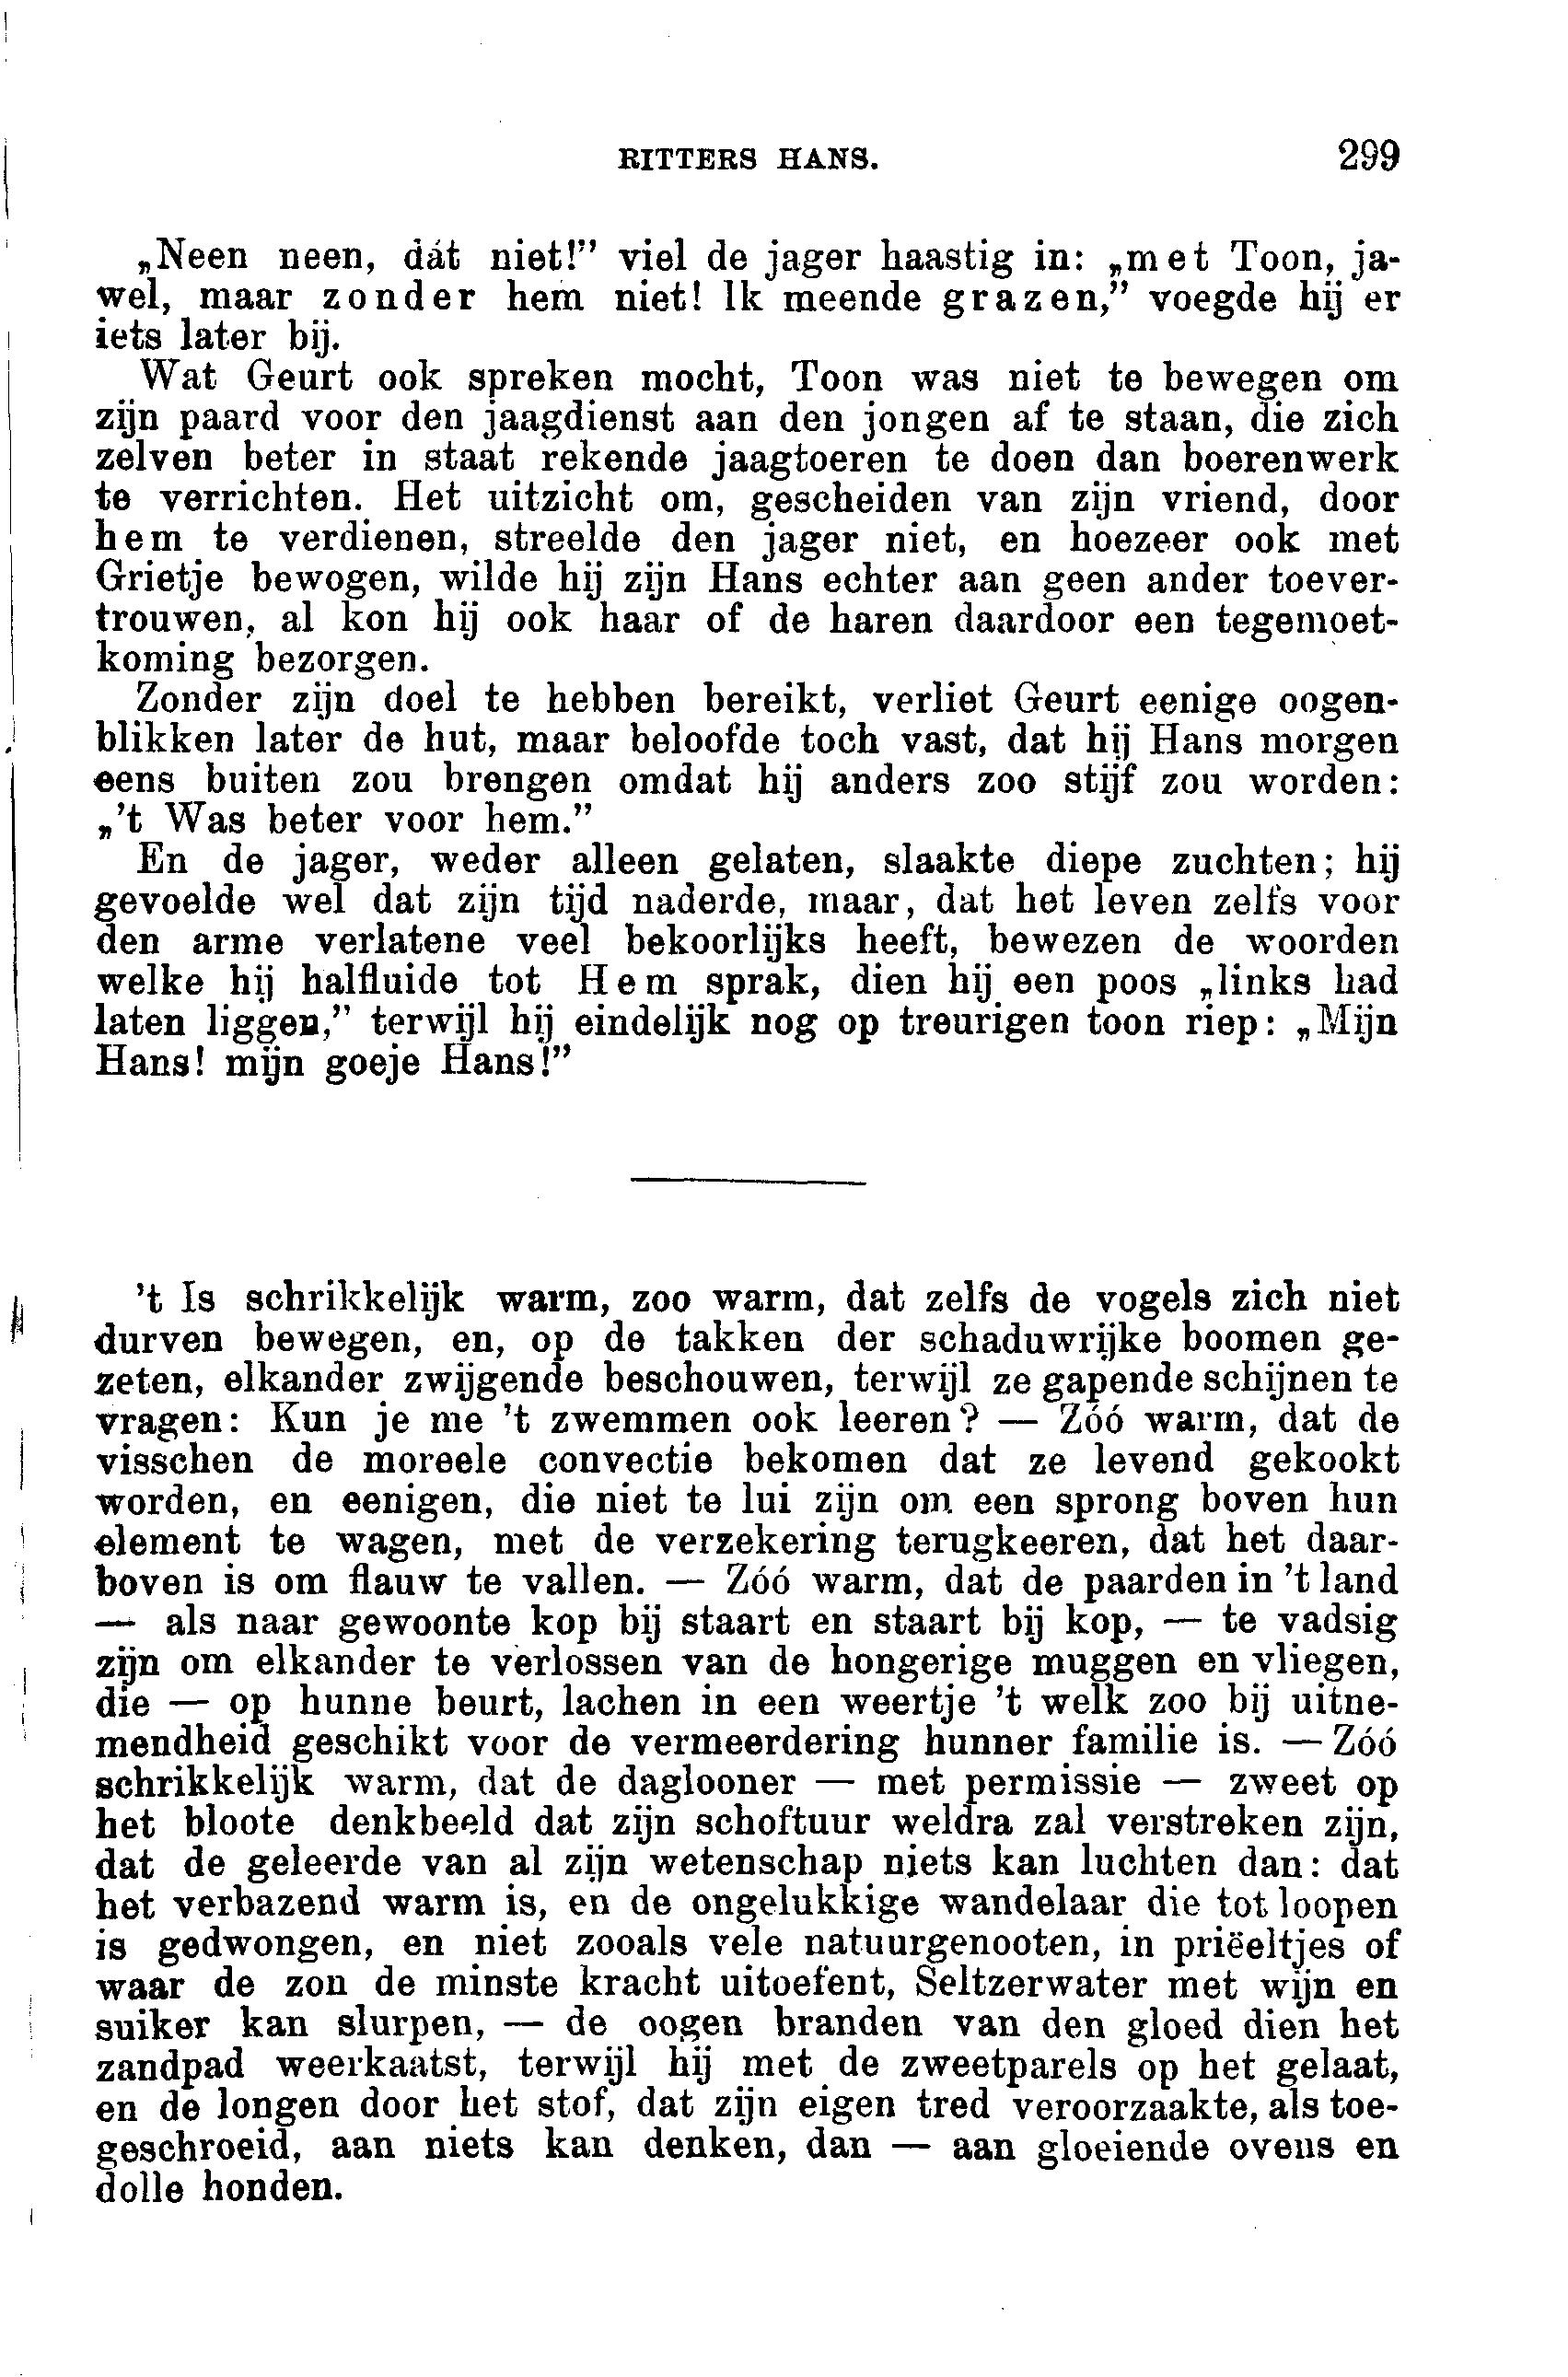 RITTERS HANS. 299
„Neen neen, dát niet!” viel de jager haastig in: „met Toon, ja-
wel, maar zonder hem niet! Ik meende grazen,” voegde hij er
iets later bij.
Wat Geurt ook spreken mocht, Toon was niet te bewegen om
zijn paard voor den jaagdienst aan den jongen af te staan, die zich
zelven beter in staat rekende jaagtoeren te doen dan boerenwerk
te verrichten. Het uitzicht om, gescheiden van zijn vriend, door
hem te verdienen, streelde den jager niet, en hoezeer ook met
Grietje bewogen, wilde hij zijn Hans echter aan geen ander toever-
trouwen, al kon hij ook haar of de haren daardoor een tegemoet-
koming bezorgen.
Zonder zijn doel te hebben bereikt, verliet Geurt eenige oogen-
blikken later de hut, maar beloofde toch vast, dat hij Hans morgen
eens buiten zou brengen omdat hij anders zoo stijf zou worden:
„'t Was beter voor hem.”
En de jager, weder alleen gelaten, slaakte diepe zuchten; hij
gevoelde wel dat zijn tijd naderde, maar, dat het leven zelfs voor
den arme verlatene veel bekoorlijks heeft, bewezen de woorden
welke hij halfluide tot Hem sprak, dien hij een poos „links had
laten liggen,” terwijl hij eindelijk nog op treurigen toon riep: „Mijn
Hans! mijn goeje Hans!”
't Is schrikkelijk warm, zoo warm, dat zelfs de vogels zich niet
durven bewegen, en, op de takken der schaduwrijke boomen ge-
zeten, elkander zwijgende beschouwen, terwijl ze gapende schijnen te
vragen: Kun je me 't zwemmen ook leeren? — Zóó warm, dat de
visschen de moreele convectie bekomen dat ze levend gekookt
worden, en eenigen, die niet te lui zijn om een sprong boven hun
element te wagen, met de verzekering terugkeeren, dat het daar-
boven is om flauw te vallen. — Zóó warm, dat de paarden in 't land
— als naar gewoonte kop bij staart en staart bij kop, — te vadsig
zijn om elkander te verlossen van de hongerige muggen en vliegen,
die — op hunne beurt, lachen in een weertje 't welk zoo bij uitne-
mendheid geschikt voor de vermeerdering hunner familie is. — Zóó
schrikkelijk warm, dat de daglooner — met permissie — zweet op
het bloote denkbeeld dat zijn schoftuur weldra zal verstreken zijn,
dat de geleerde van al zijn wetenschap niets kan luchten dan: dat
het verbazend warm is, en de ongelukkige wandelaar die tot loopen
is gedwongen, en niet zooals vele natuurgenooten, in priëeltjes of
waar de zon de minste kracht uitoefent, Seltzerwater met wijn en
suiker kan slurpen, — de oogen branden van den gloed dien het
zandpad weerkaatst, terwijl hij met de zweetparels op het gelaat,
en de longen door het stof, dat zijn eigen tred veroorzaakte, als toe-
geschroeid, aan niets kan denken, dan — aan gloeiende ovens en
dolle honden.